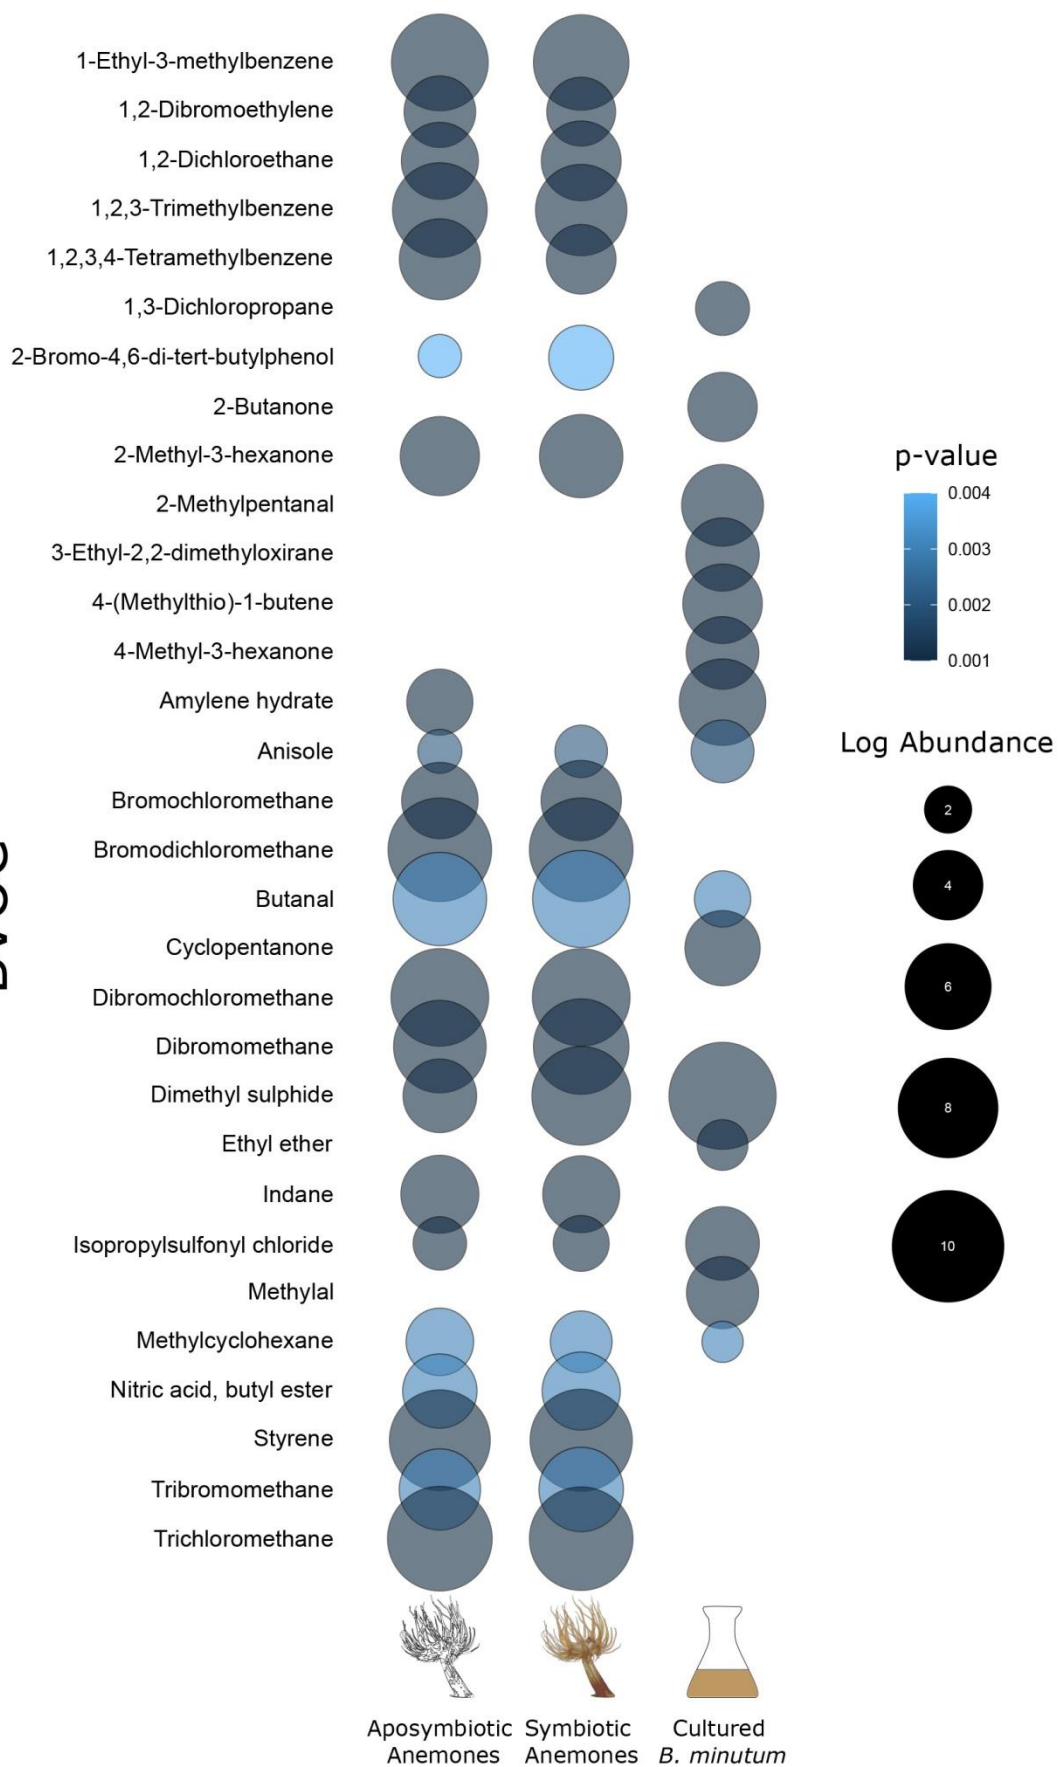 1-Ethyl-3-methylbenzene
1,2-Dibromoethylene
1,2-Dichloroethane
1,2,3-Trimethylbenzene
1,2,3,4-Tetramethylbenzene
1,3-Dichloropropane
2-Bromo-4,6-di-tert-butylphenol
2-Butanone
2-Methyl-3-hexanone
2-Methylpentanal
3-Ethyl-2,2-dimethyloxirane
4-(Methylthio)-1-butene
4-Methyl-3-hexanone
Amylene hydrate
Anisole
Bromochloromethane
Bromodichloromethane
Butanal
Cyclopentanone
Dibromochloromethane
Dibromomethane
Dimethyl sulphide
Ethyl ether
Indane
Isopropylsulfonyl chloride
Methylal
Methylcyclohexane
Nitric acid, butyl ester
Styrene
Tribromomethane
Trichloromethane
Aposymbiotic
Anemones
Symbiotic
Anemones
Cultured
B. minutum
p-value
0.004
0.003
0.002
0.001
Log Abundance
2
4
6
8
10